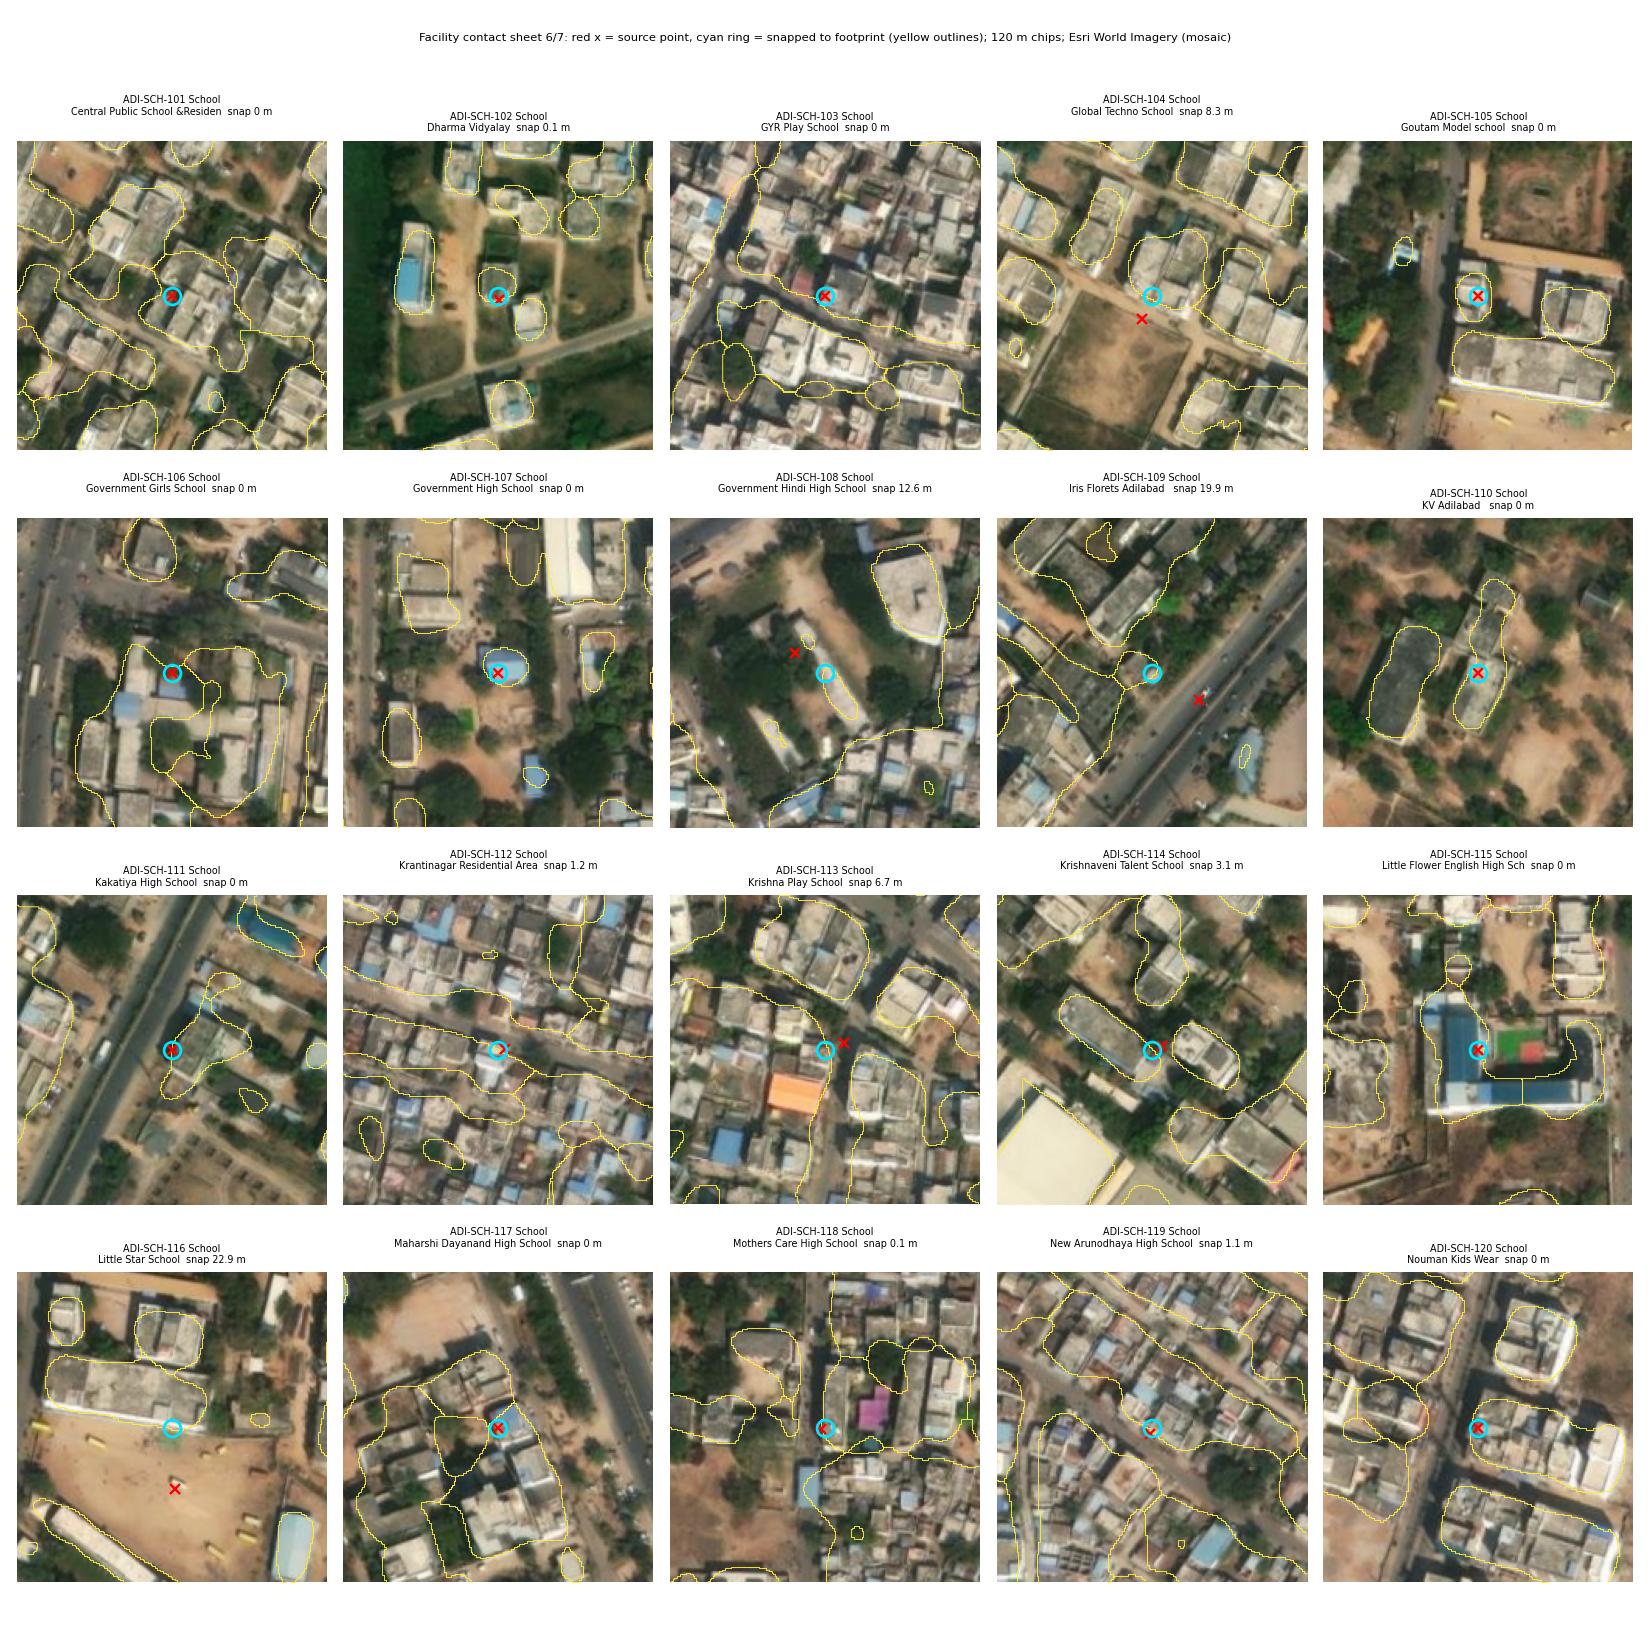 Facility contact sheet 6/7: red x = source point, cyan ring = snapped to footprint (yellow outlines); 120 m chips; Esri World Imagery (mosaic)
ADI-SCH-101 School
Central Public School &Residen  snap 0 m
ADI-SCH-102 School
Dharma Vidyalay  snap 0.1 m
ADI-SCH-103 School
GYR Play School  snap 0 m
ADI-SCH-104 School
Global Techno School  snap 8.3 m
ADI-SCH-105 School
Goutam Model school  snap 0 m
ADI-SCH-106 School
Government Girls School  snap 0 m
ADI-SCH-107 School
Government High School  snap 0 m
ADI-SCH-108 School
Government Hindi High School  snap 12.6 m
ADI-SCH-109 School
Iris Florets Adilabad   snap 19.9 m
ADI-SCH-110 School
KV Adilabad   snap 0 m
ADI-SCH-111 School
Kakatiya High School  snap 0 m
ADI-SCH-112 School
Krantinagar Residential Area  snap 1.2 m
ADI-SCH-113 School
Krishna Play School  snap 6.7 m
ADI-SCH-114 School
Krishnaveni Talent School  snap 3.1 m
ADI-SCH-115 School
Little Flower English High Sch  snap 0 m
ADI-SCH-116 School
Little Star School  snap 22.9 m
ADI-SCH-117 School
Maharshi Dayanand High School  snap 0 m
ADI-SCH-118 School
Mothers Care High School  snap 0.1 m
ADI-SCH-119 School
New Arunodhaya High School  snap 1.1 m
ADI-SCH-120 School
Nouman Kids Wear  snap 0 m